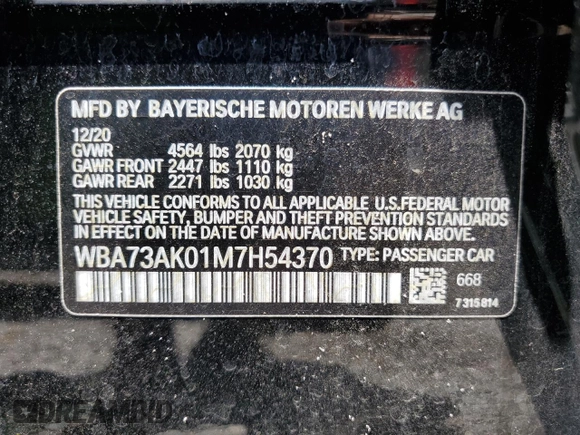 MFD BY BAYERISCHE MOTOREN WERKE AG
12/20
GVWR 4564 lbs 2070 kg
GAWR FRONT 2447 lbs 1110 kg
GAWR REAR 2271 lbs 1030 kg
THIS VEHICLE CONFORMS TO ALL APPLICABLE U.S.FEDERAL MOTOR
VEHICLE SAFETY, BUMPER AND THEFT PREVENTION STANDARDS
IN EFFECT ON THE DATE OF MANUFACTURE SHOWN ABOVE.
WBA73AK01M7H54370 TYPE: PASSENGER CAR
668
7315814
DREAMBID